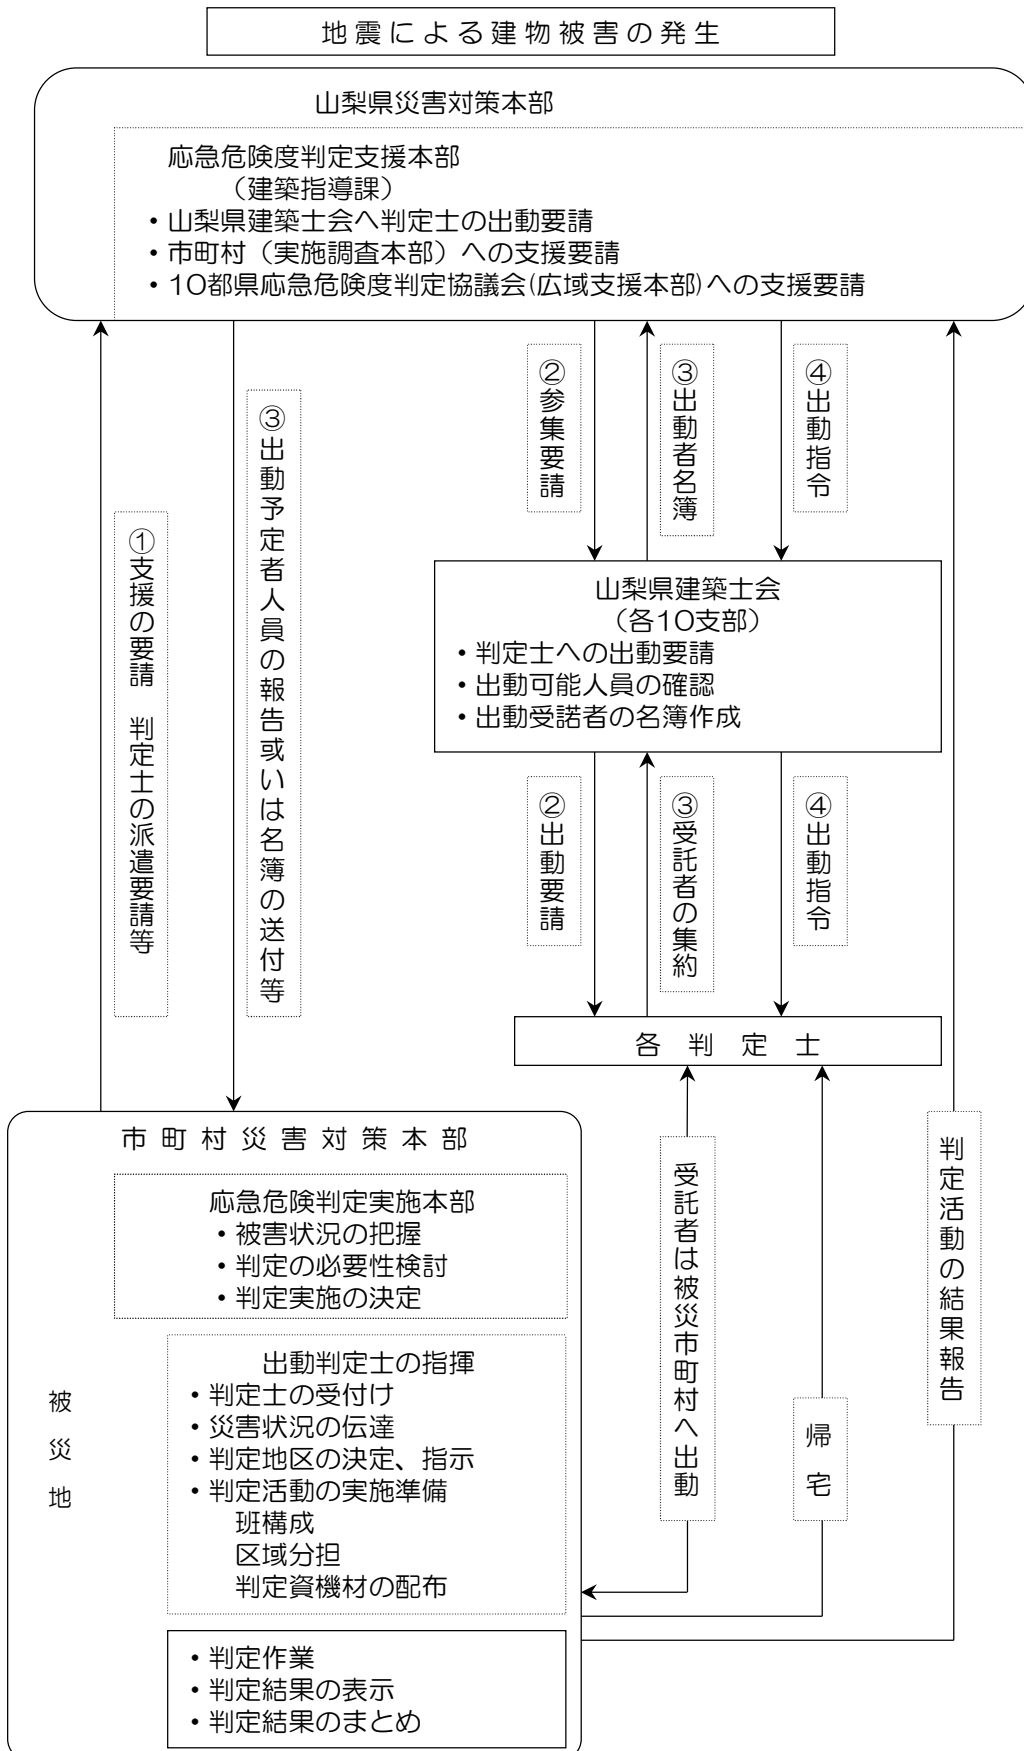 地震による建物被害の発生
山梨県災害対策本部
応急危険度判定支援本部
（建築指導課）
・山梨県建築士会へ判定士の出動要請
・市町村（実施調査本部）への支援要請
・10都県応急危険度判定協議会(広域支援本部)への支援要請
①支援の要請　判定士の派遣要請等
③出動予定者人員の報告或いは名簿の送付等
②参集要請
③出動者名簿
④出動指令
山梨県建築士会
（各10支部）
・判定士への出動要請
・出動可能人員の確認
・出動受諾者の名簿作成
②出動要請
③受託者の集約
④出動指令
各　判　定　士
市町村災害対策本部
応急危険判定実施本部
・被害状況の把握
・判定の必要性検討
・判定実施の決定
被災地
出動判定士の指揮
・判定士の受付け
・災害状況の伝達
・判定地区の決定、指示
・判定活動の実施準備
班構成
区域分担
判定資機材の配布
・判定作業
・判定結果の表示
・判定結果のまとめ
受託者は被災市町村へ出動
帰宅
判定活動の結果報告